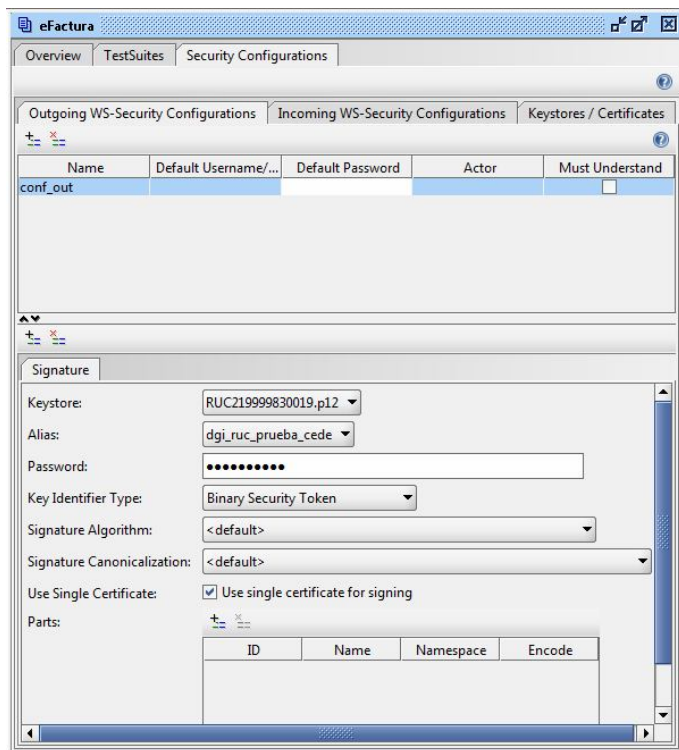 eFactura
Overview TestSuites Security Configurations
Outgoing WS-Security Configurations Incoming WS-Security Configurations Keystores / Certificates
Name Default Username/... Default Password Actor Must Understand
conf_out
Signature
Keystore: RUC219999830019.p12
Alias: dgi_ruc_prueba_cede
Password: ●●●●●●●●●●
Key Identifier Type: Binary Security Token
Signature Algorithm: <default>
Signature Canonicalization: <default>
Use Single Certificate: Use single certificate for signing
Parts:
ID Name Namespace Encode